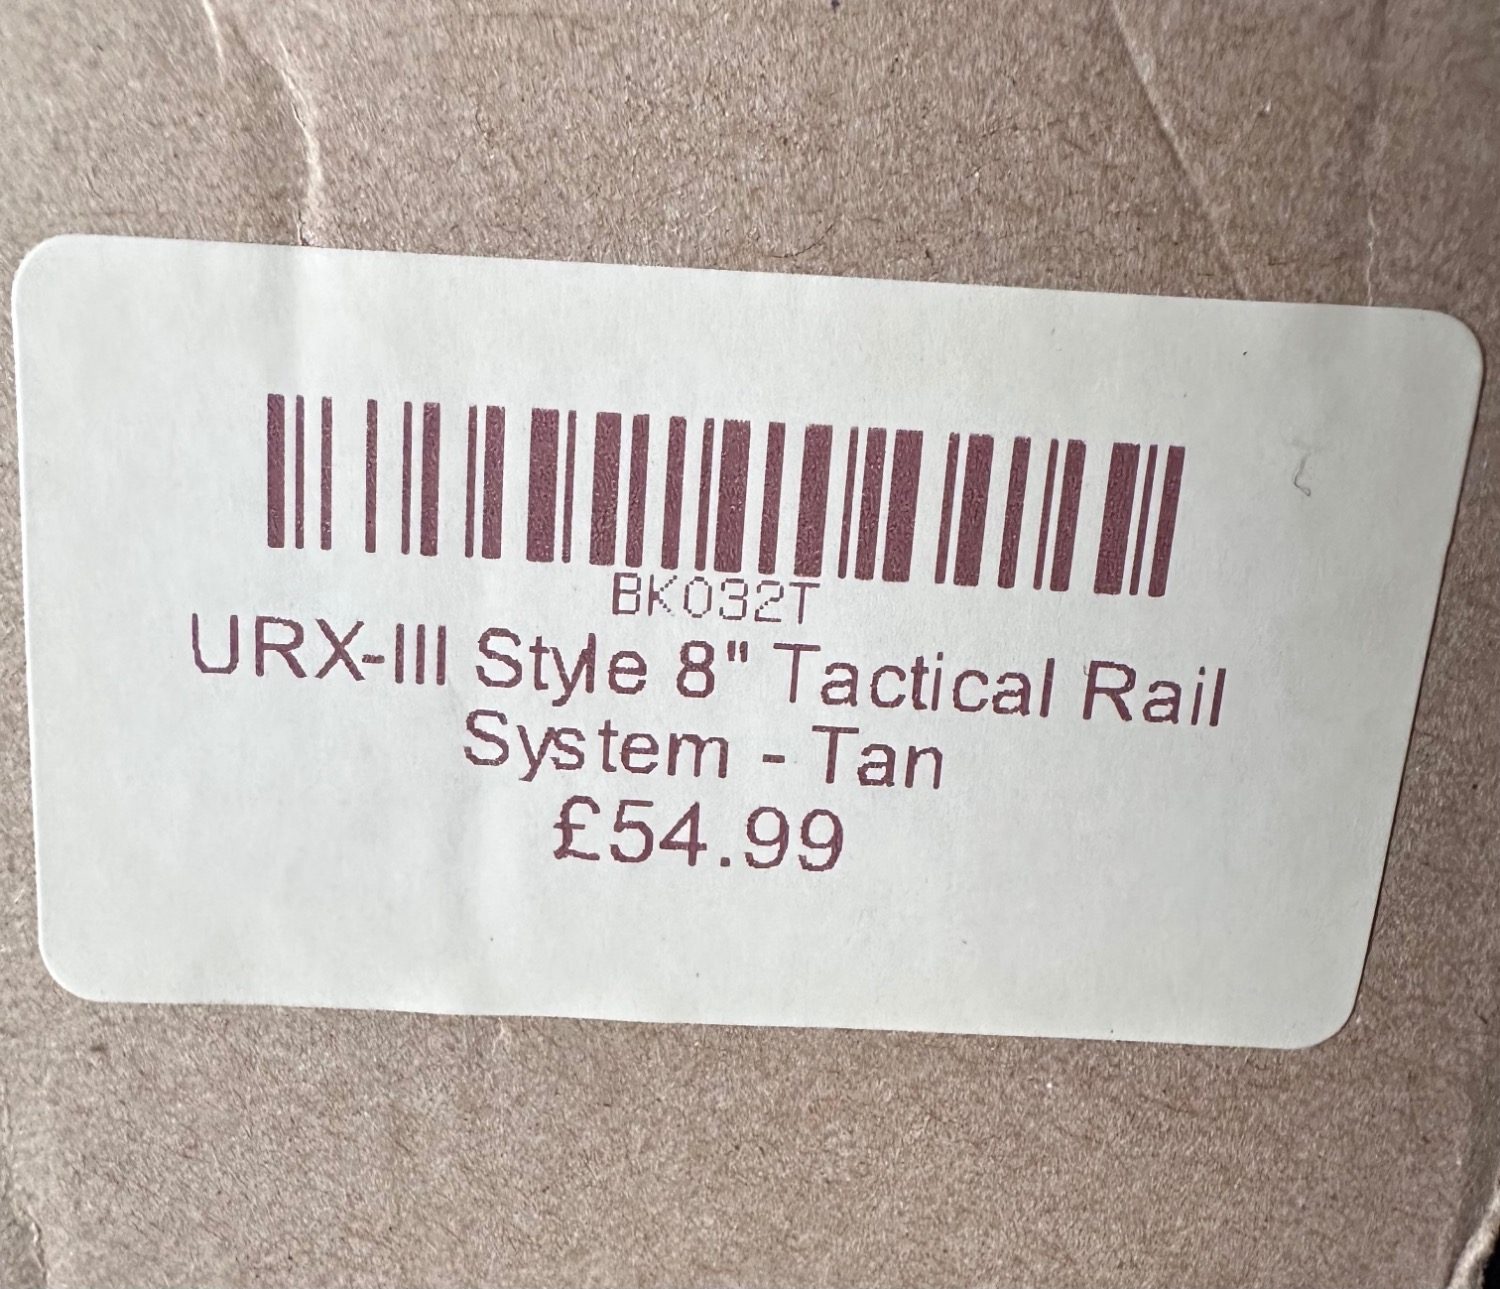 BK032T
URX-III Style 8" Tactical Rail
System - Tan
£54.99